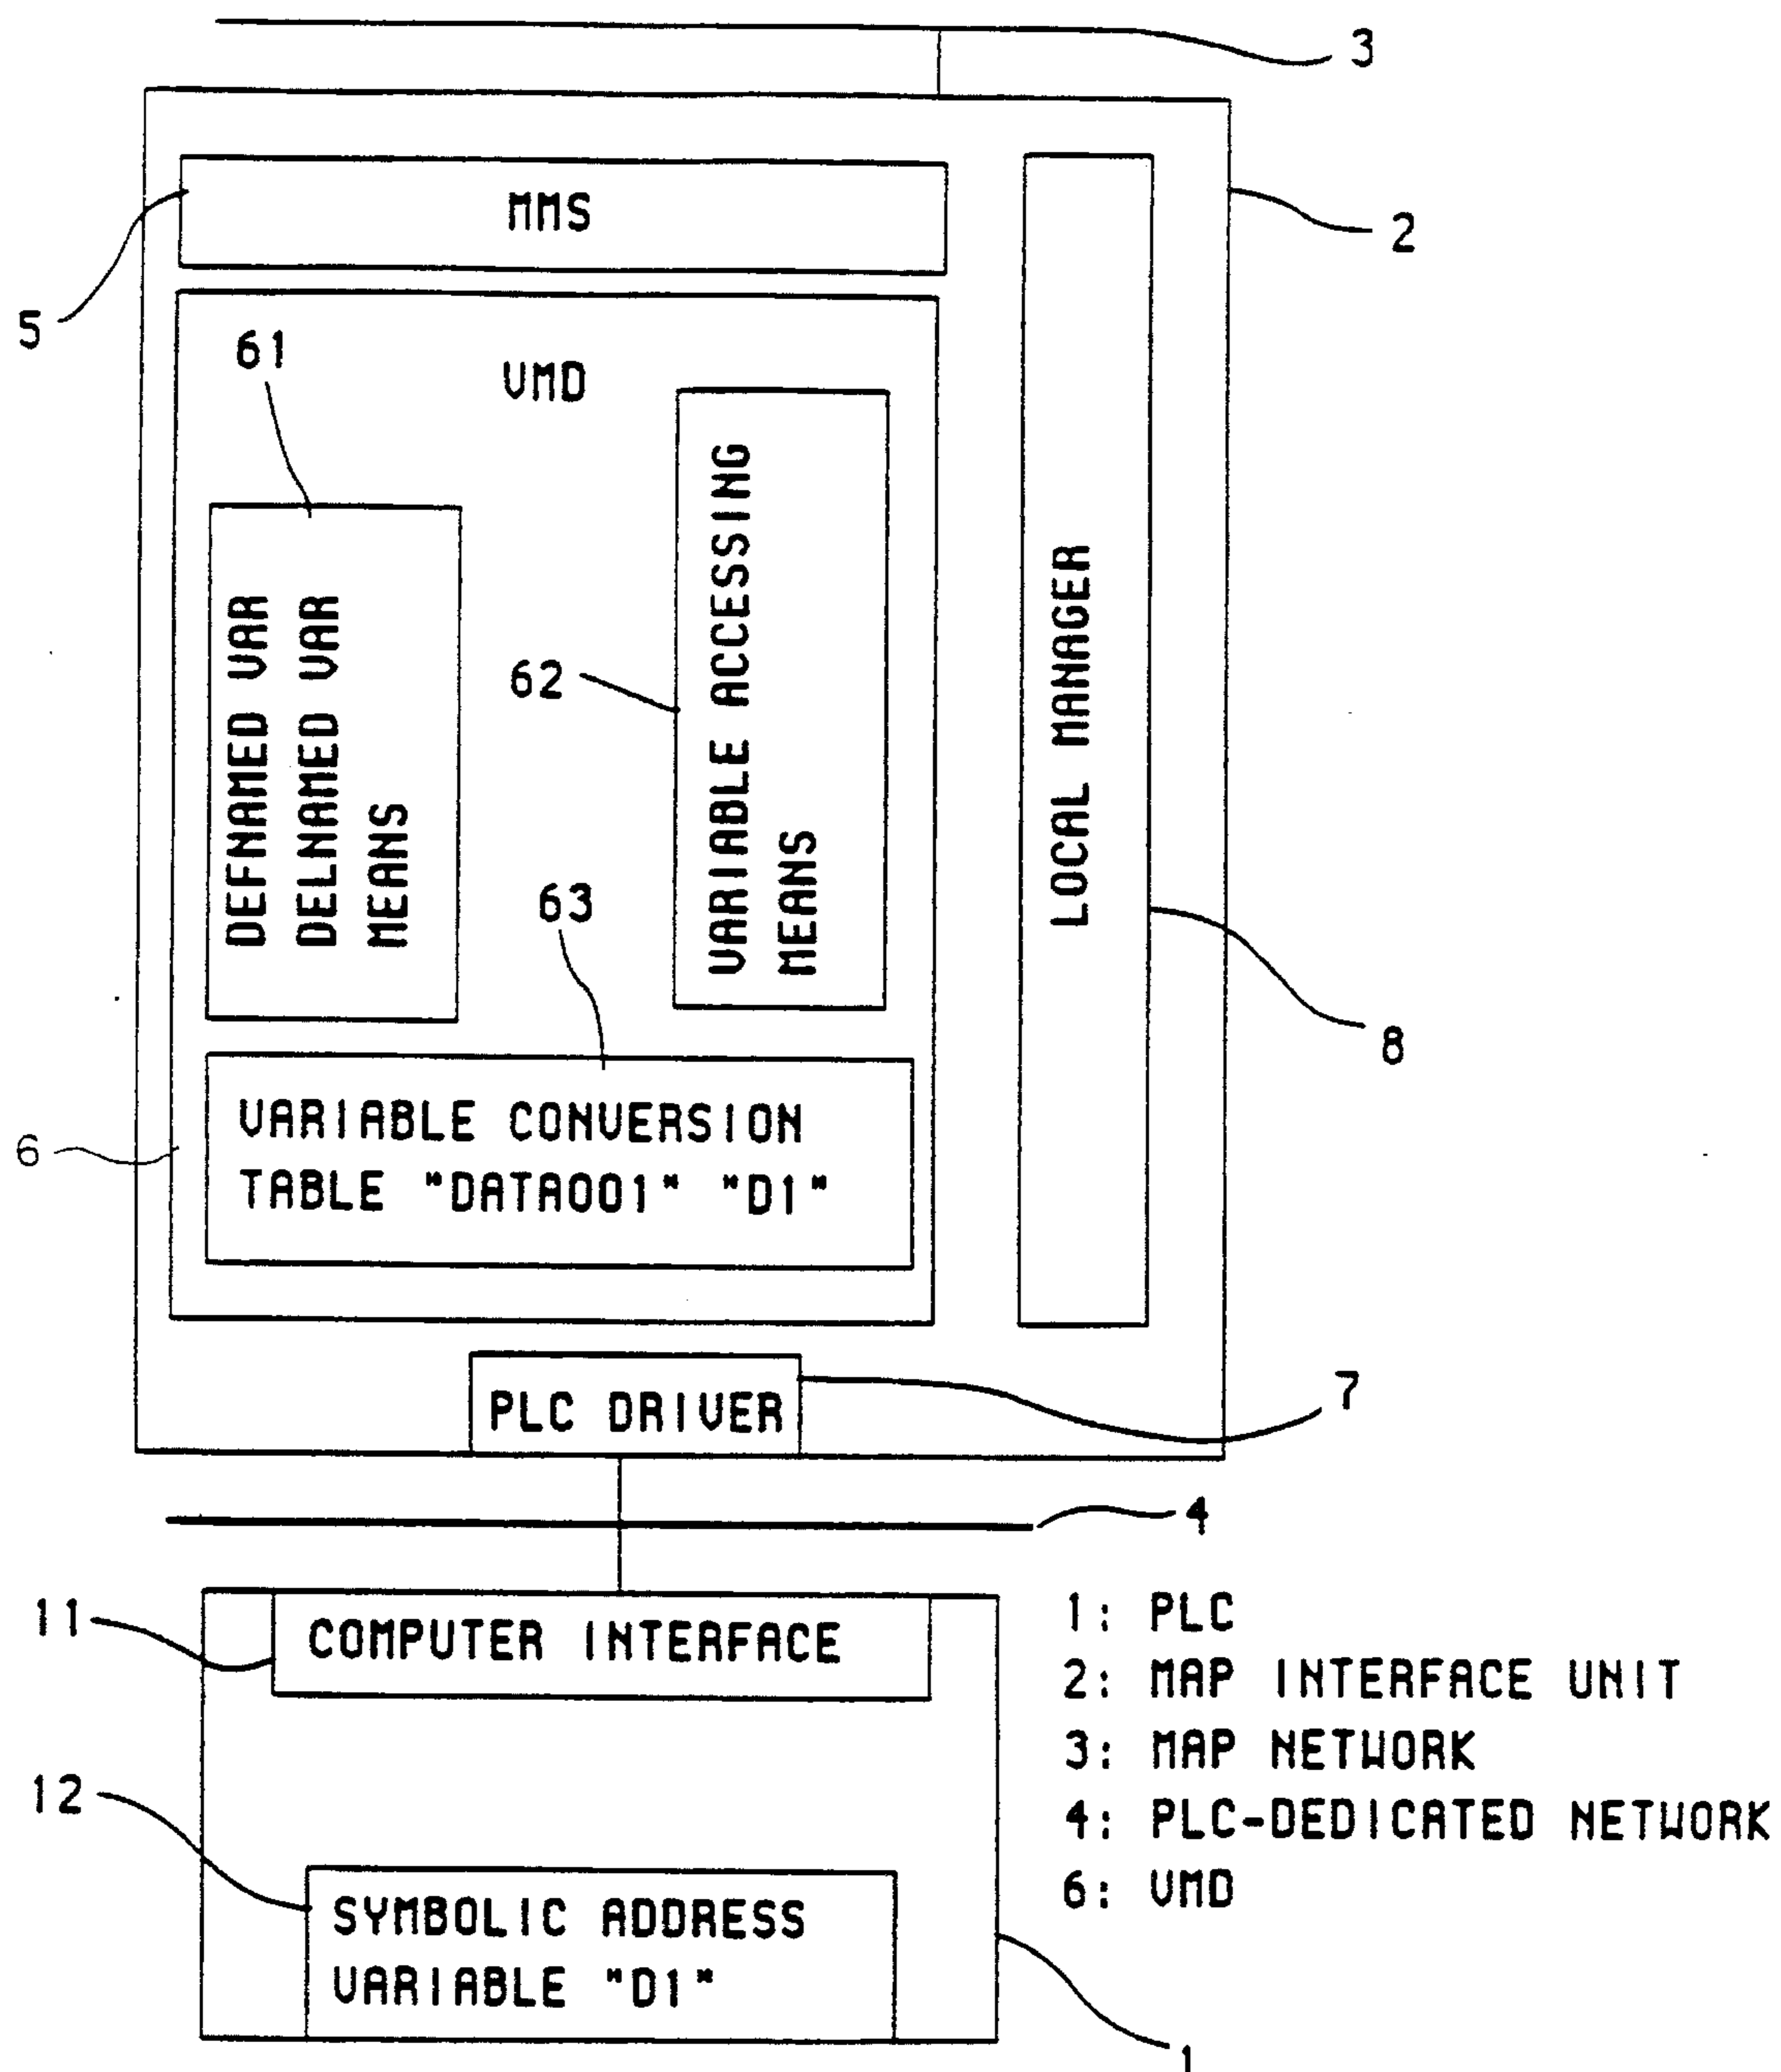 3
MMS
2
5
61
VMD
DEFNAMED VAR
DELNAMED VAR
MEANS
62
VARIABLE ACCESSING
MEANS
LOCAL MANAGER
63
8
6
VARIABLE CONVERSION
TABLE "DATA001" "D1"
7
PLC DRIVER
4
11
COMPUTER INTERFACE
12
SYMBOLIC ADDRESS
VARIABLE "D1"
1
1: PLC
2: MAP INTERFACE UNIT
3: MAP NETWORK
4: PLC-DEDICATED NETWORK
6: VMD